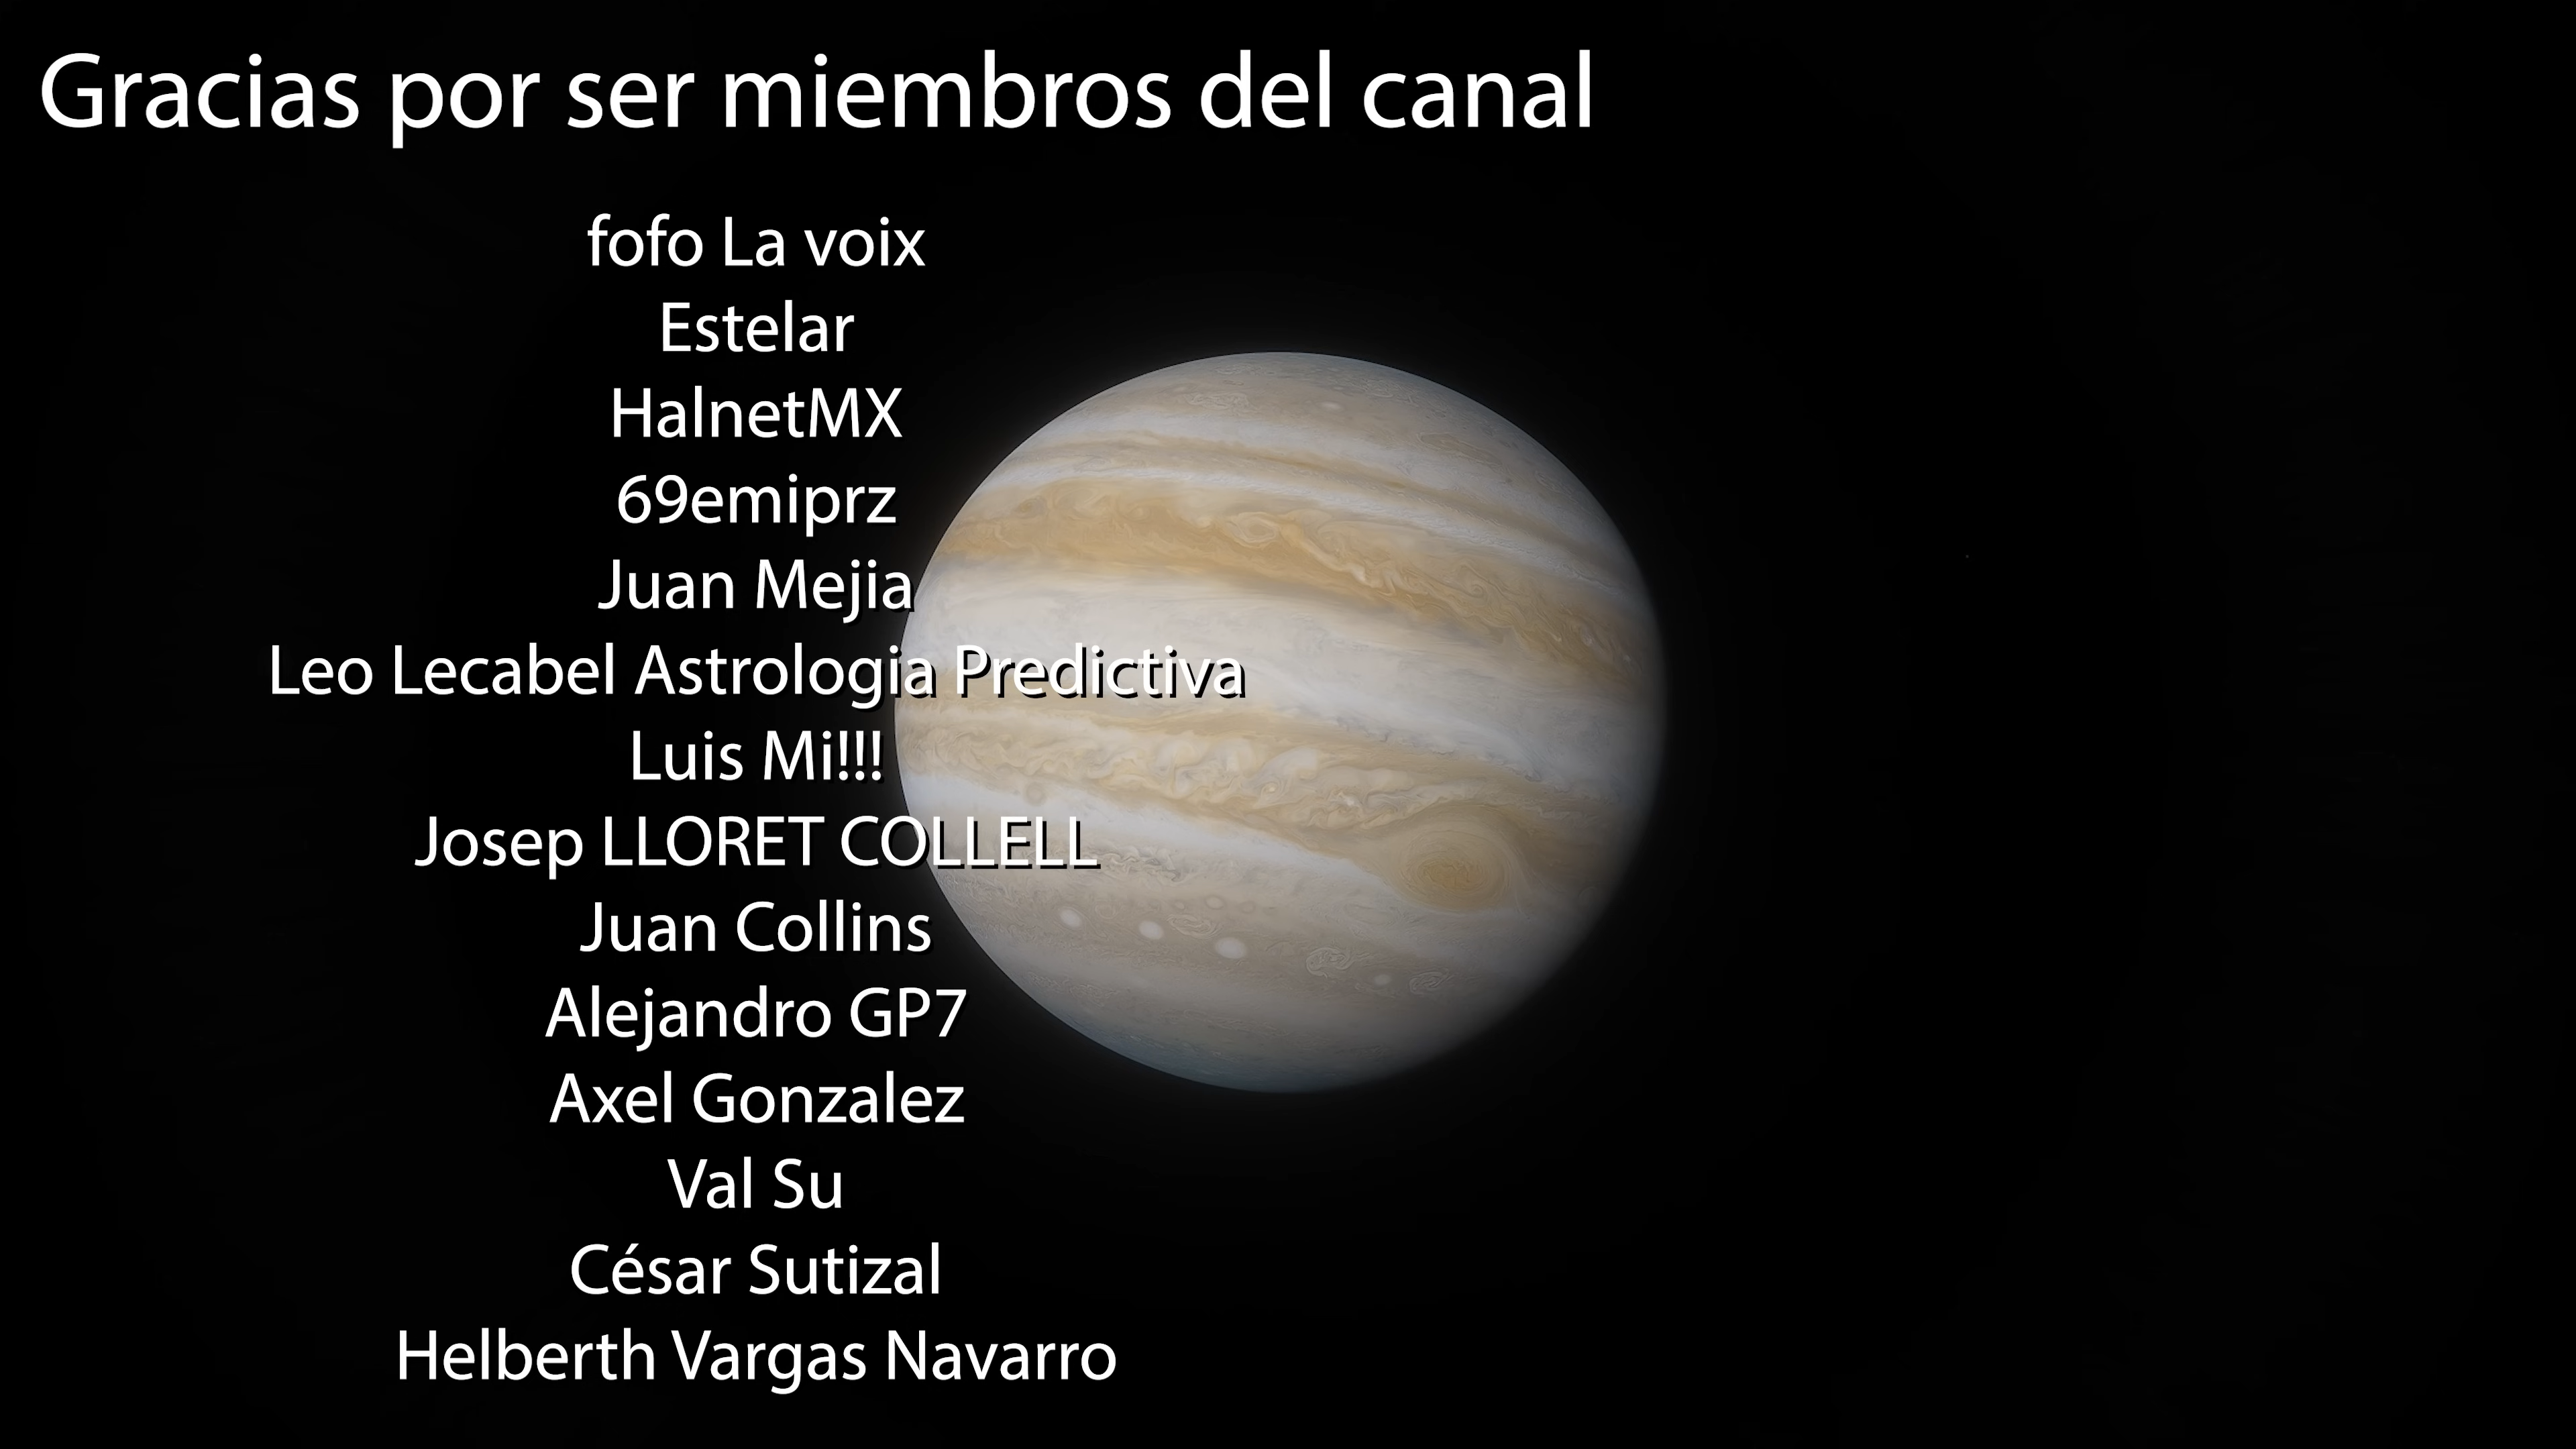 Gracias por ser miembros del canal
fofo La voix
Estelar
HalnetMX
69emiprz
Juan Mejia
Leo Lecabel Astrologia Predictiva
Luis Mi!!!
Josep LLORET COLLELL
Juan Collins
Alejandro GP7
Axel Gonzalez
Val Su
César Sutizal
Helberth Vargas Navarro